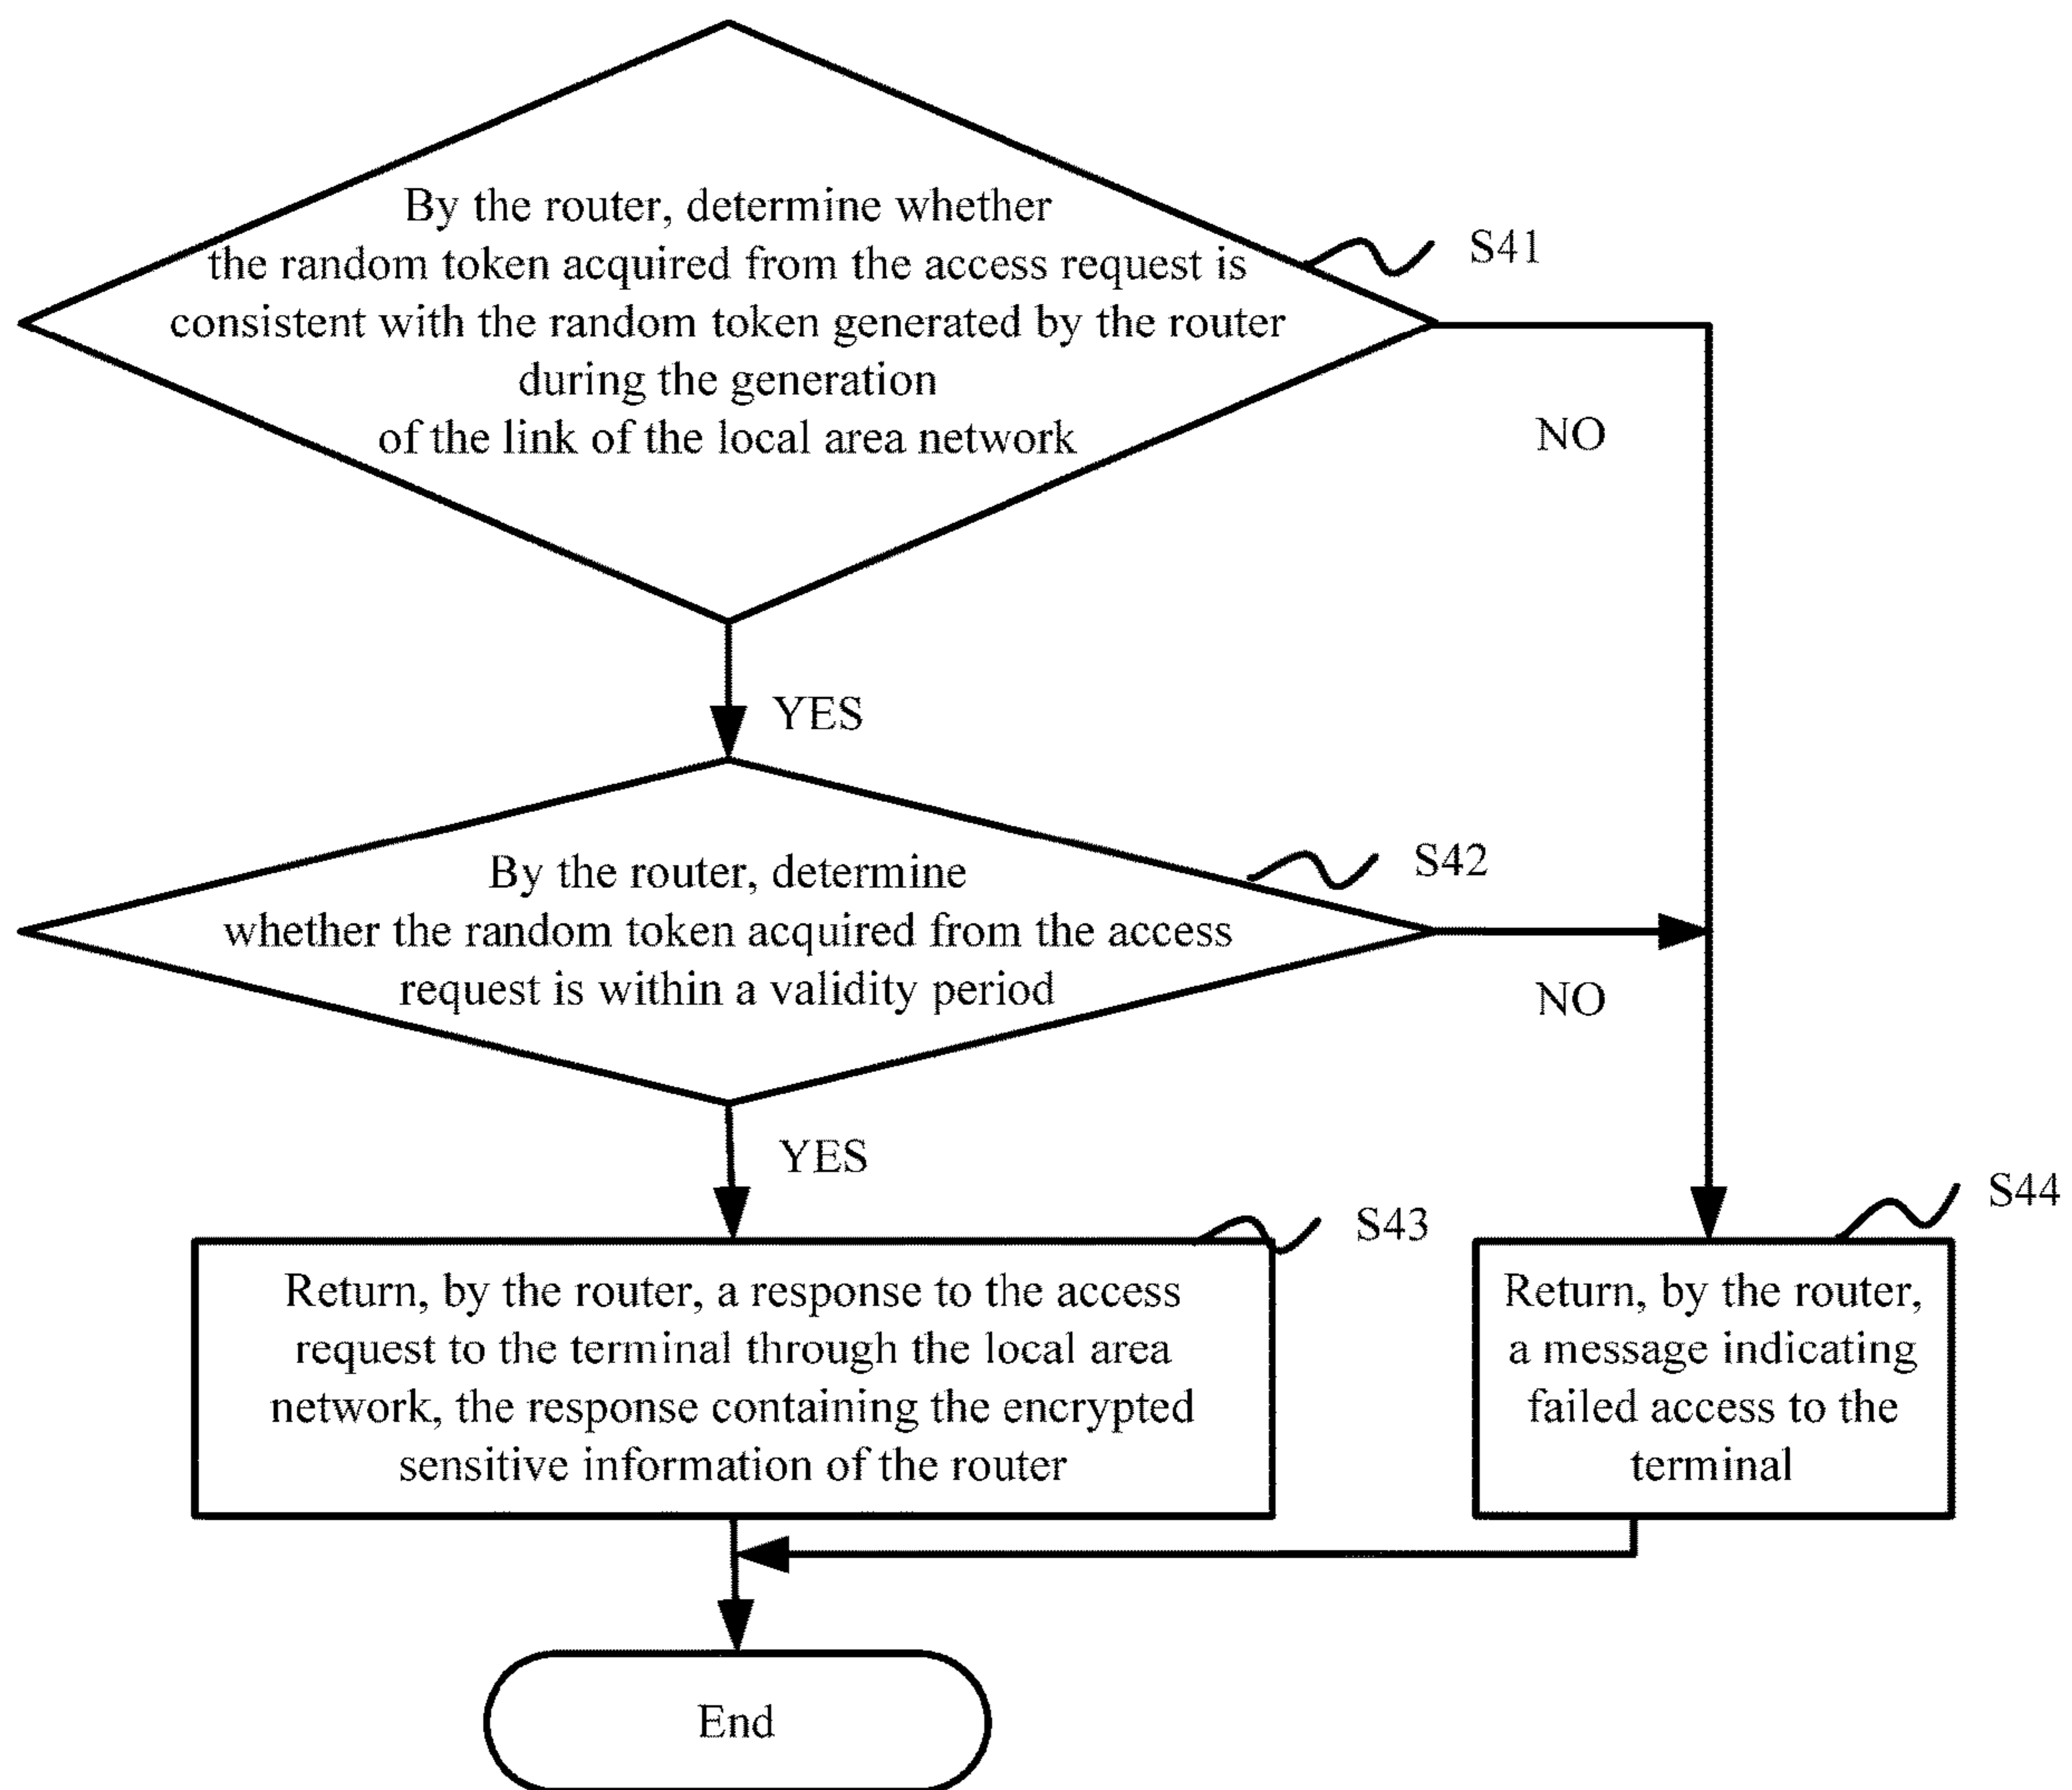 By the router, determine whether
the random token acquired from the access request is
consistent with the random token generated by the router
during the generation
of the link of the local area network
S41
NO
YES
By the router, determine
whether the random token acquired from the access
request is within a validity period
S42
NO
YES
Return, by the router, a response to the access
request to the terminal through the local area
network, the response containing the encrypted
sensitive information of the router
S43
Return, by the router,
a message indicating
failed access to the
terminal
S44
End